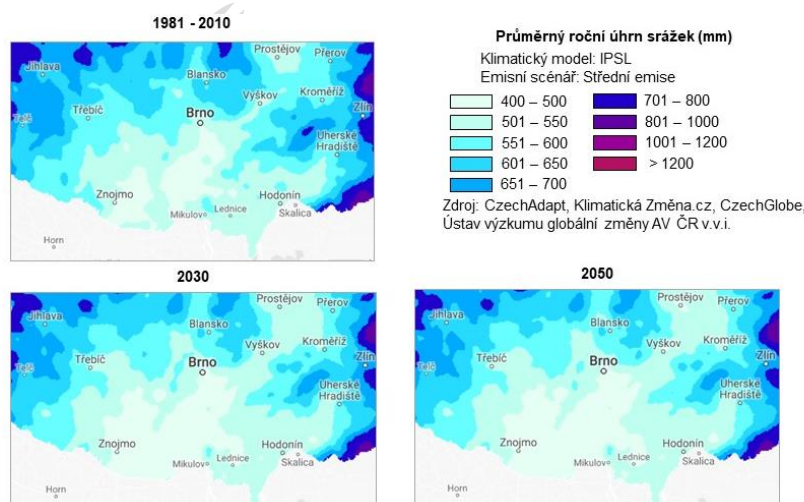 1981 - 2010
Prostějov
Přerov
Jihlava
Blansko
Kroměříž
Vyškov
Zlín
Třebíč
Telč
Brno
Uherské
Hradiště
Znojmo
Hodonín
Mikulov
Lednice
Skalica
Horn
Průměrný roční úhrn srážek (mm)
Klimatický model: IPSL
Emisní scénář: Střední emise
400 – 500
501 – 550
551 – 600
601 – 650
651 – 700
701 – 800
801 – 1000
1001 – 1200
> 1200
Zdroj: CzechAdapt, Klimatická Změna.cz, CzechGlobe,
Ústav výzkumu globální změny AV ČR v.v.i.
2030
Prostějov
Přerov
Jihlava
Blansko
Kroměříž
Vyškov
Zlín
Třebíč
Telč
Brno
Uherské
Hradiště
Znojmo
Hodonín
Mikulov
Lednice
Skalica
Horn
2050
Prostějov
Přerov
Jihlava
Blansko
Kroměříž
Vyškov
Zlín
Třebíč
Telč
Brno
Uherské
Hradiště
Znojmo
Hodonín
Mikulov
Lednice
Skalica
Horn